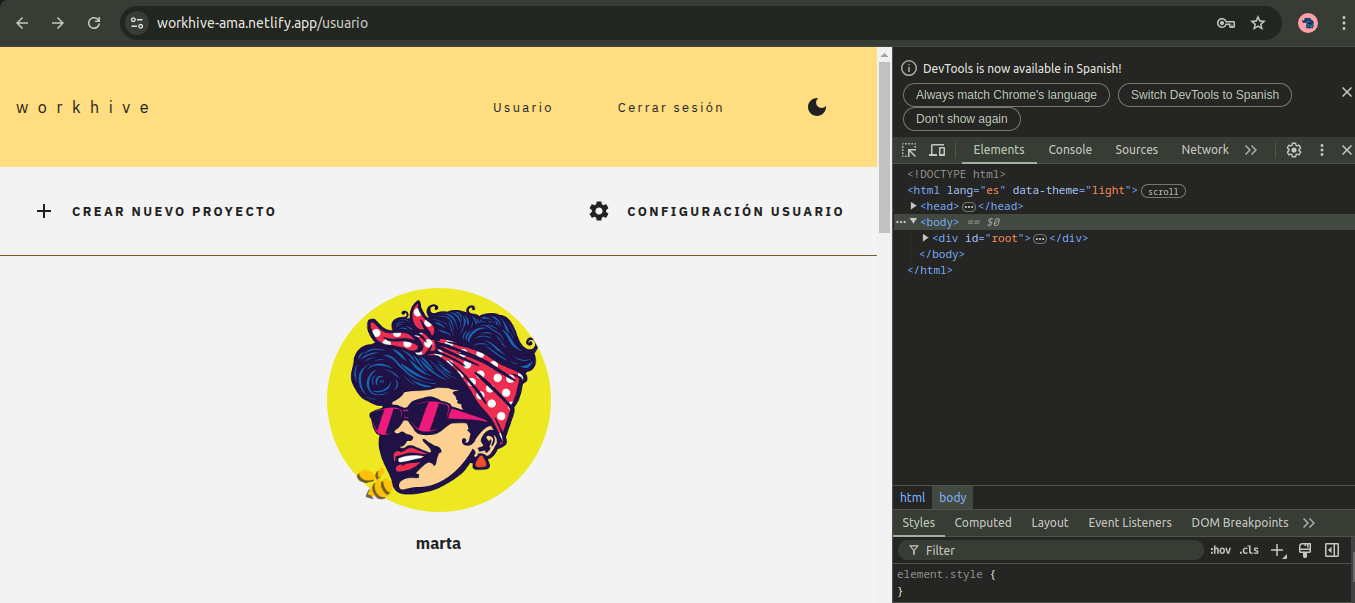 workhive-ama.netlify.app/usuario
workhive
Usuario
Cerrar sesión
CREAR NUEVO PROYECTO
CONFIGURACIÓN USUARIO
marta
DevTools is now available in Spanish!
Always match Chrome's language
Switch DevTools to Spanish
Don't show again
Elements
Console
Sources
Network
<!DOCTYPE html>
<html lang="es" data-theme="light"> scroll
<head> … </head>
<body> == $0
<div id="root"> … </div>
</body>
</html>
html
body
Styles
Computed
Layout
Event Listeners
DOM Breakpoints
Filter
:hov
.cls
element.style {
}